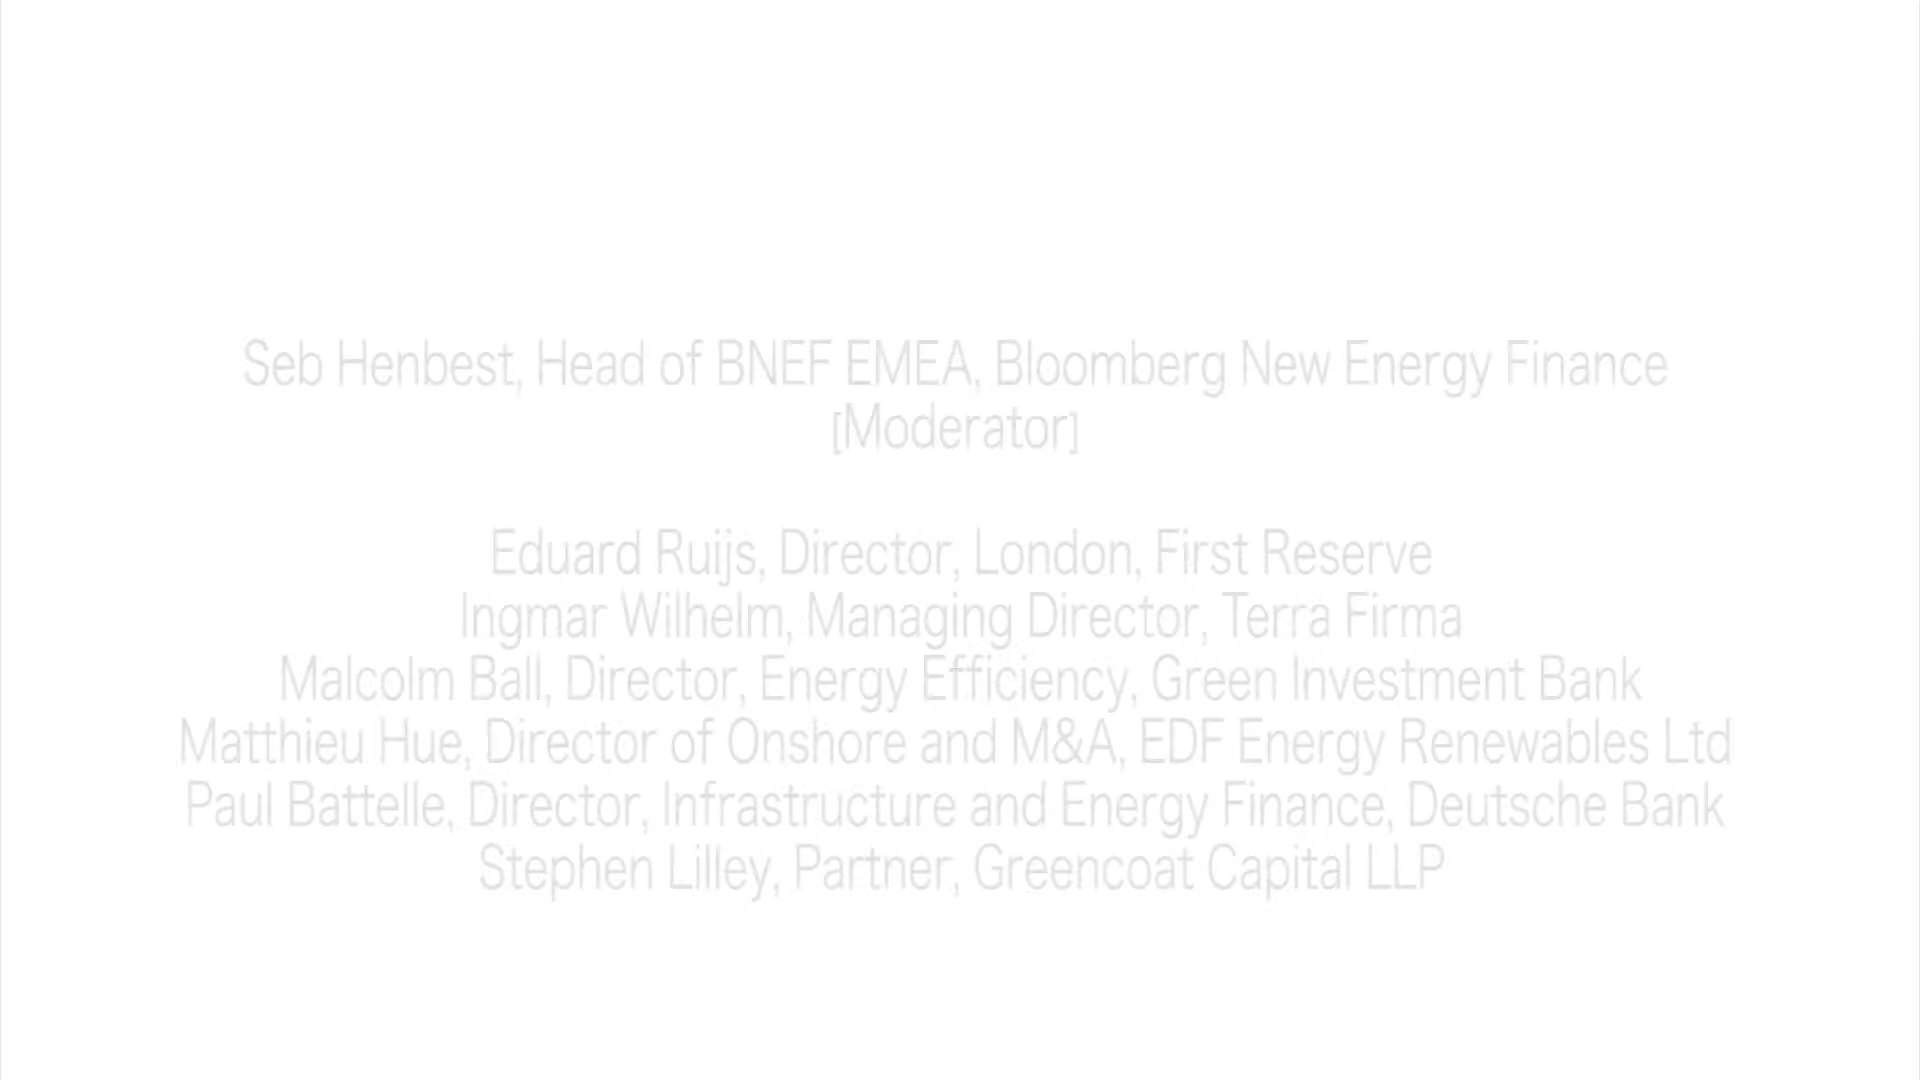 Seb Henbest, Head of BNEF EMEA, Bloomberg New Energy Finance
[Moderator]
Eduard Ruijs, Director, London, First Reserve
Ingmar Wilhelm, Managing Director, Terra Firma
Malcolm Ball, Director, Energy Efficiency, Green Investment Bank
Matthieu Hue, Director of Onshore and M&A, EDF Energy Renewables Ltd
Paul Battelle, Director, Infrastructure and Energy Finance, Deutsche Bank
Stephen Lilley, Partner, Greencoat Capital LLP